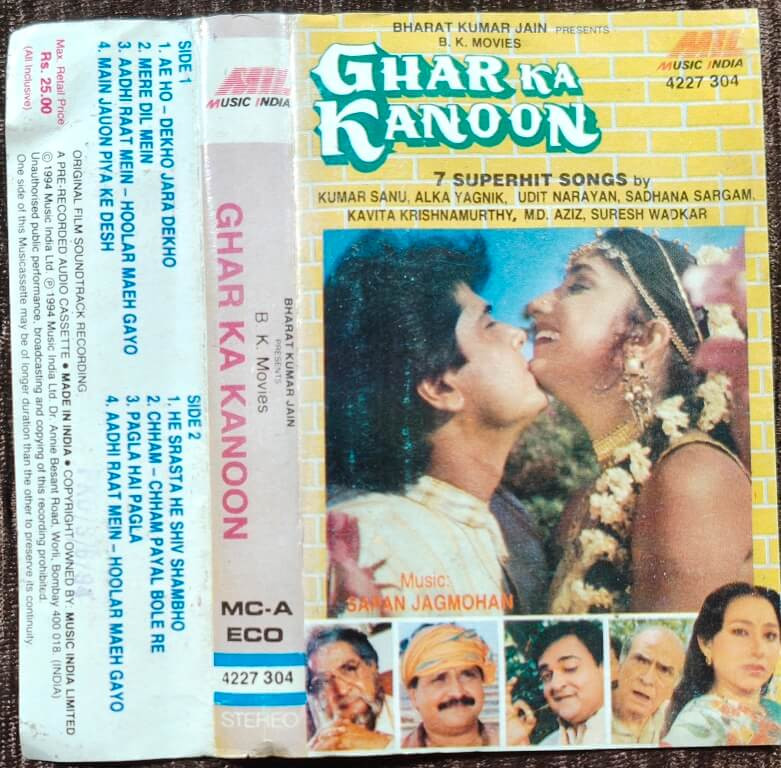 BHARAT KUMAR JAIN PRESENTS
B. K. MOVIES
GHAR KA
KANOON
MIL
MUSIC INDIA
4227 304
7 SUPERHIT SONGS by
KUMAR SANU, ALKA YAGNIK, UDIT NARAYAN, SADHANA SARGAM,
KAVITA KRISHNAMURTHY, M.D. AZIZ, SURESH WADKAR
Music:
SAPAN JAGMOHAN
MIL
MUSIC INDIA
GHAR KA KANOON
BHARAT KUMAR JAIN
PRESENTS
B. K. Movies
MC-A
ECO
4227 304
STEREO
SIDE 1
1. AE HO - DEKHO JARA DEKHO
2. MERE DIL MEIN
3. AADHI RAAT MEIN - HOOLAR MAEH GAYO
4. MAIN JAUON PIYA KE DESH
SIDE 2
1. HE SRASTA HE SHIV SHAMBHO
2. CHHAM - CHHAM PAYAL BOLE RE
3. PAGLA HAI PAGLA
4. AADHI RAAT MEIN - HOOLAR MAEH GAYO
Max. Retail Price
Rs. 25.00
(All Inclusive)
ORIGINAL FILM SOUNDTRACK RECORDING
A PRE-RECORDED AUDIO CASSETTE ● MADE IN INDIA ● COPYRIGHT OWNED BY: MUSIC INDIA LIMITED
© 1994 Music India Ltd. ℗ 1994 Music India Ltd. Dr. Annie Besant Road, Worli, Bombay 400 018. (INDIA)
Unauthorised public performance, broadcasting and copying of this recording prohibited.
One side of this Musicassette may be of longer duration than the other to preserve its continuity